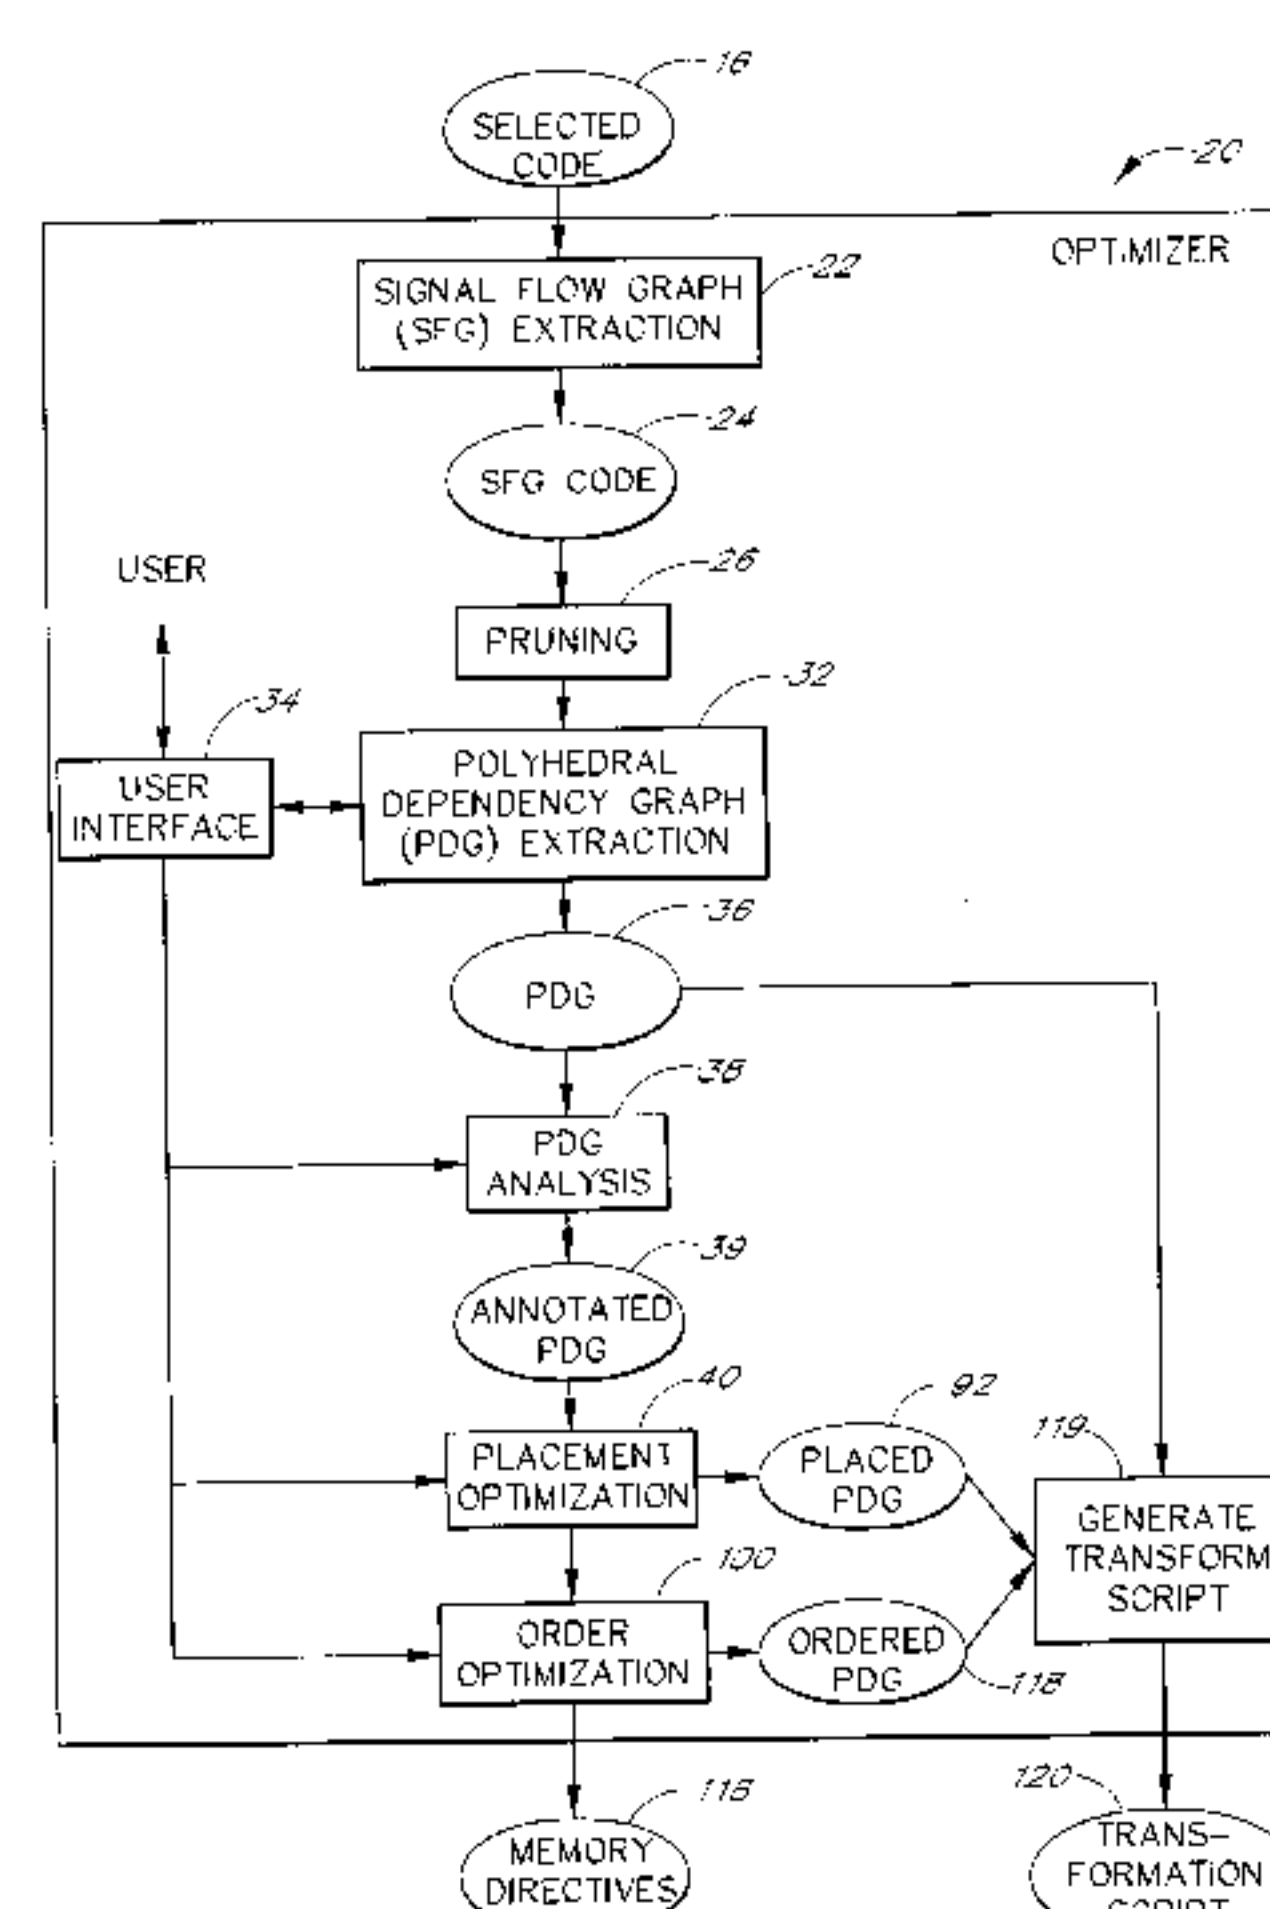 16
SELECTED
CODE
20
OPTIMIZER
22
SIGNAL FLOW GRAPH
(SFG) EXTRACTION
24
SFG CODE
USER
26
PRUNING
34
32
USER
INTERFACE
POLYHEDRAL
DEPENDENCY GRAPH
(PDG) EXTRACTION
36
PDG
38
PDG
ANALYSIS
39
ANNOTATED
PDG
40
PLACEMENT
OPTIMIZATION
92
PLACED
PDG
119
GENERATE
TRANSFORM
SCRIPT
100
ORDER
OPTIMIZATION
ORDERED
PDG
118
MEMORY
DIRECTIVES
120
TRANS-
FORMATION
SCRIPT